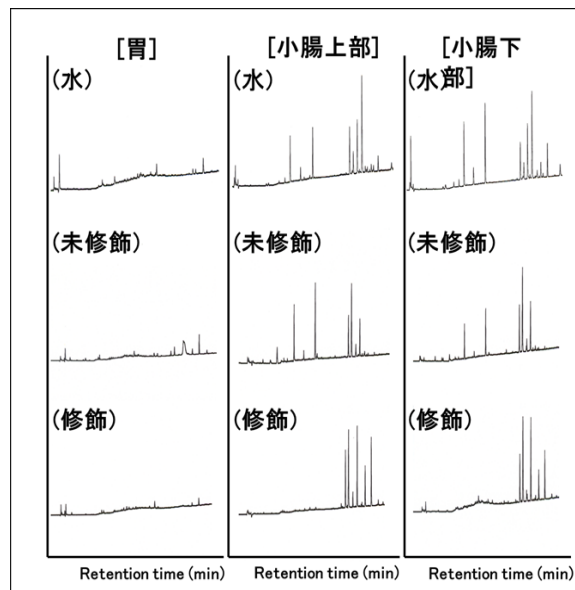 [胃]
[小腸上部]
[小腸下
部]
(水)
(水)
(水)
(未修飾)
(未修飾)
(未修飾)
(修飾)
(修飾)
(修飾)
Retention time (min)
Retention time (min)
Retention time (min)